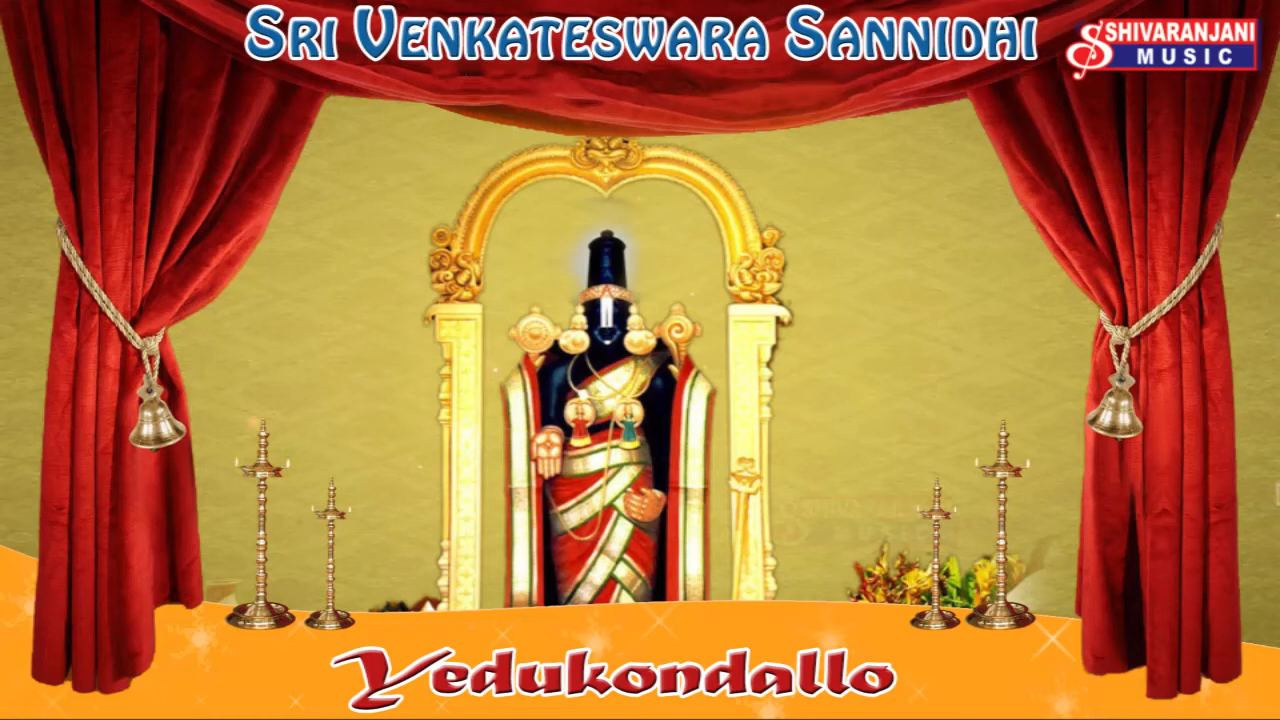 SRI VENKATESWARA SANNIDHI
SHIVARANJANI
MUSIC
Yedukondallo